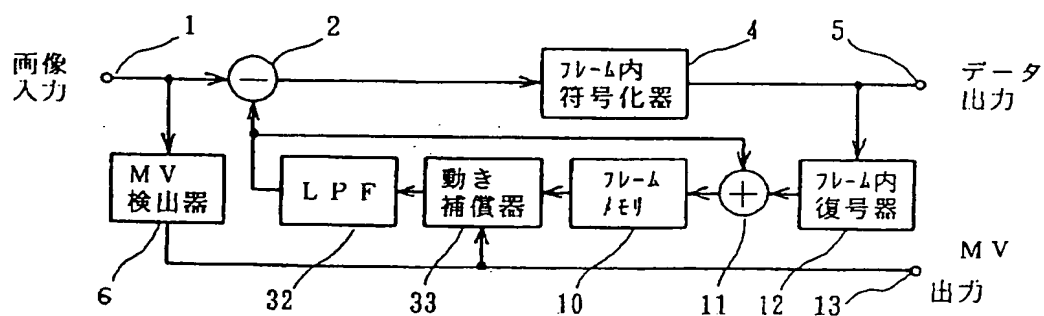 1
2
4
5
画像
入力
−
フレーム内
符号化器
データ
出力
MV
検出器
LPF
動き
補償器
フレーム
メモリ
+
フレーム内
復号器
MV
出力
6
32
33
10
11
12
13